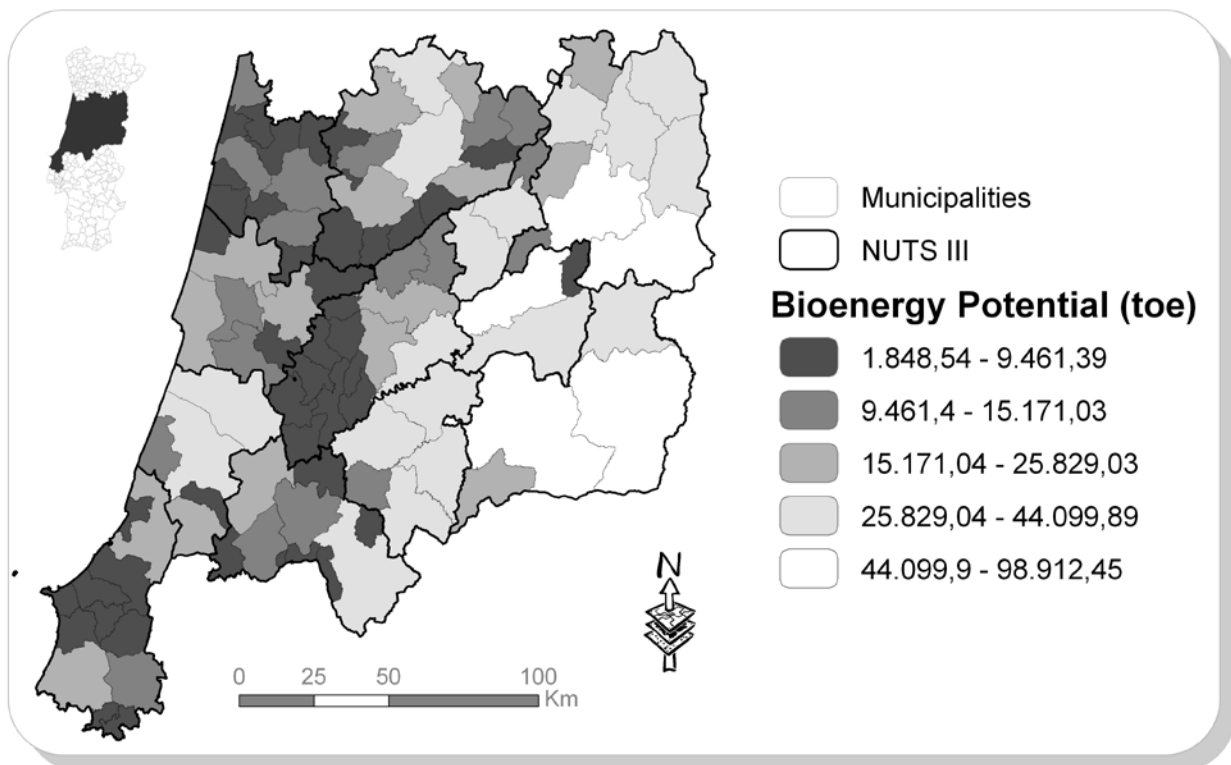 Municipalities
NUTS III
Bioenergy Potential (toe)
1.848,54 - 9.461,39
9.461,4 - 15.171,03
15.171,04 - 25.829,03
25.829,04 - 44.099,89
44.099,9 - 98.912,45
N
0 25 50 100
Km